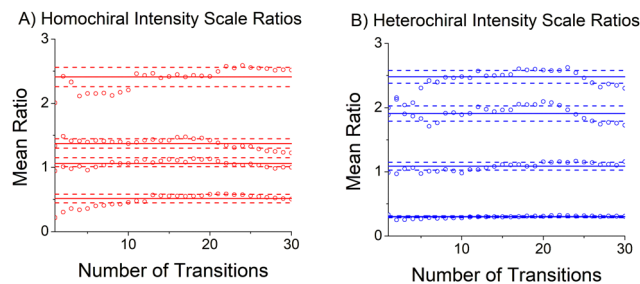 A) Homochiral Intensity Scale Ratios
3
2
1
0
10
20
30
Mean Ratio
Number of Transitions
B) Heterochiral Intensity Scale Ratios
3
2
1
0
10
20
30
Mean Ratio
Number of Transitions